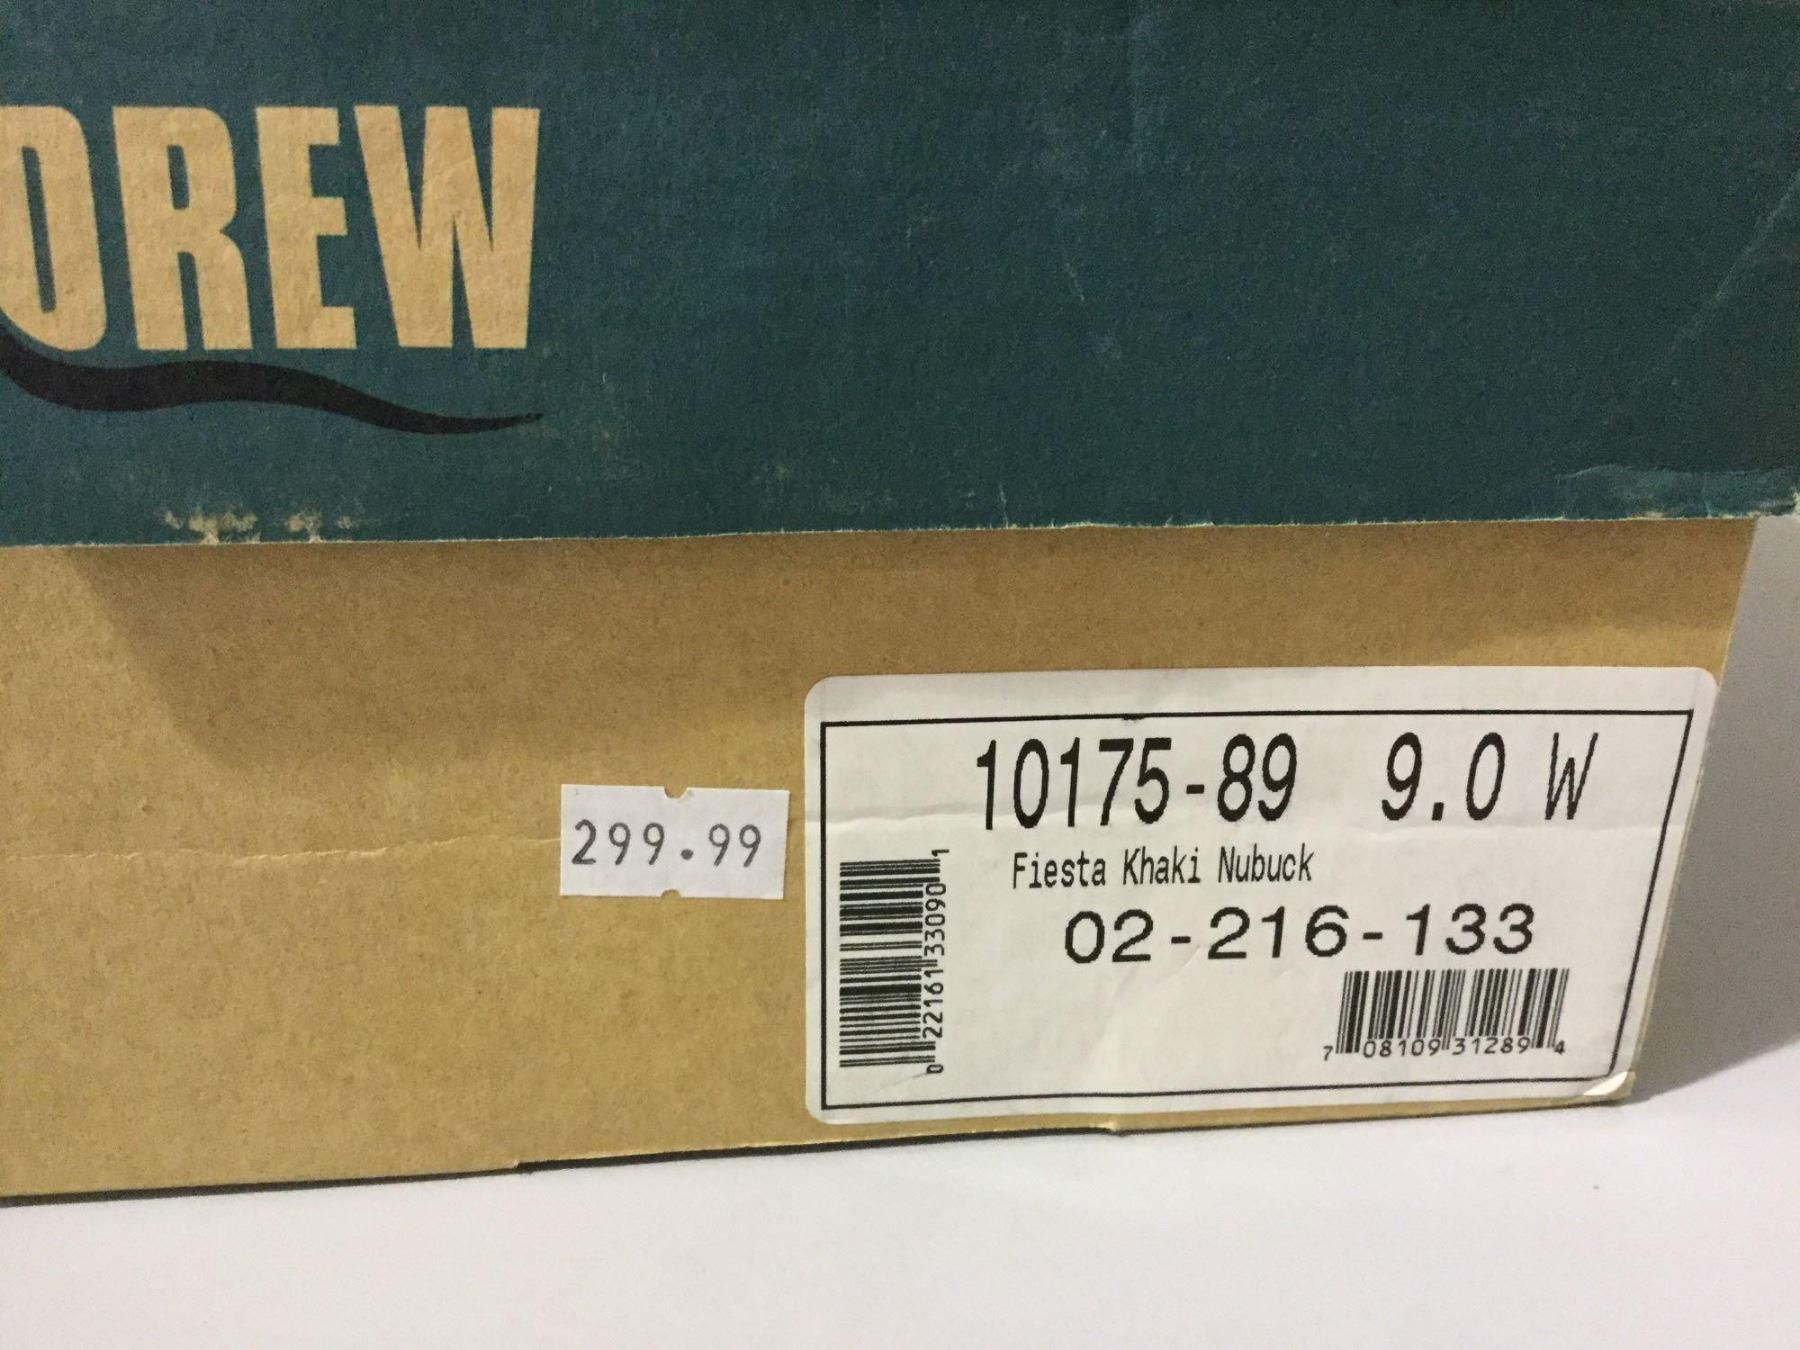 DREW
299.99
10175-89 9.0 W
Fiesta Khaki Nubuck
02-216-133
0 22161 33090 1
7 08109 31289 4